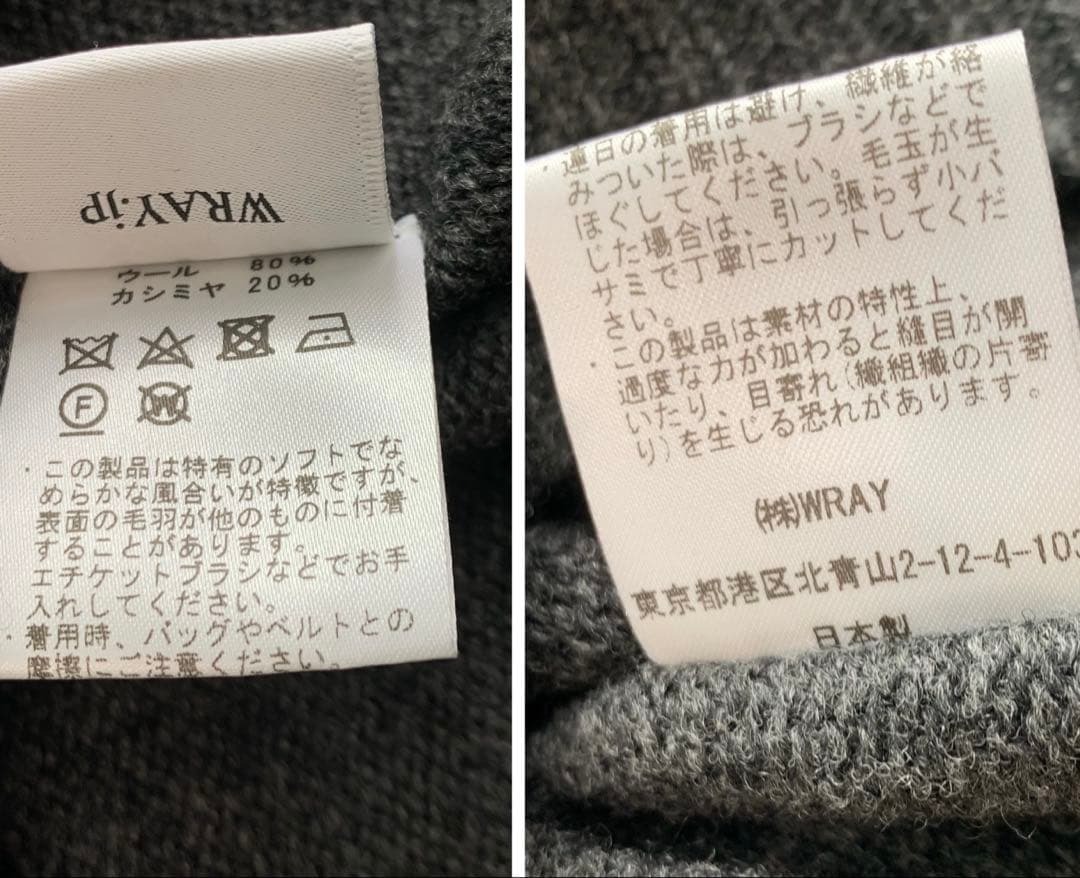 WRAY.jp
ウール 80%
カシミヤ 20%
F
W
・この製品は特有のソフトでな
めらかな風合いが特徴ですが、
表面の毛羽が他のものに付着
することがあります。
エチケットブラシなどでお手
入れしてください。
・着用時、バッグやベルトとの
摩擦にご注意ください。
・連日の着用は避け、繊維が絡
みついた際は、ブラシなどで
ほぐしてください。毛玉が生
じた場合は、引っ張らず小バ
サミで丁寧にカットしてくだ
さい。
・この製品は素材の特性上、
過度な力が加わると縫目が開
いたり、目寄れ(繊組織の片寄
り)を生じる恐れがあります。
(株)WRAY
東京都港区北青山2-12-4-103
日本製